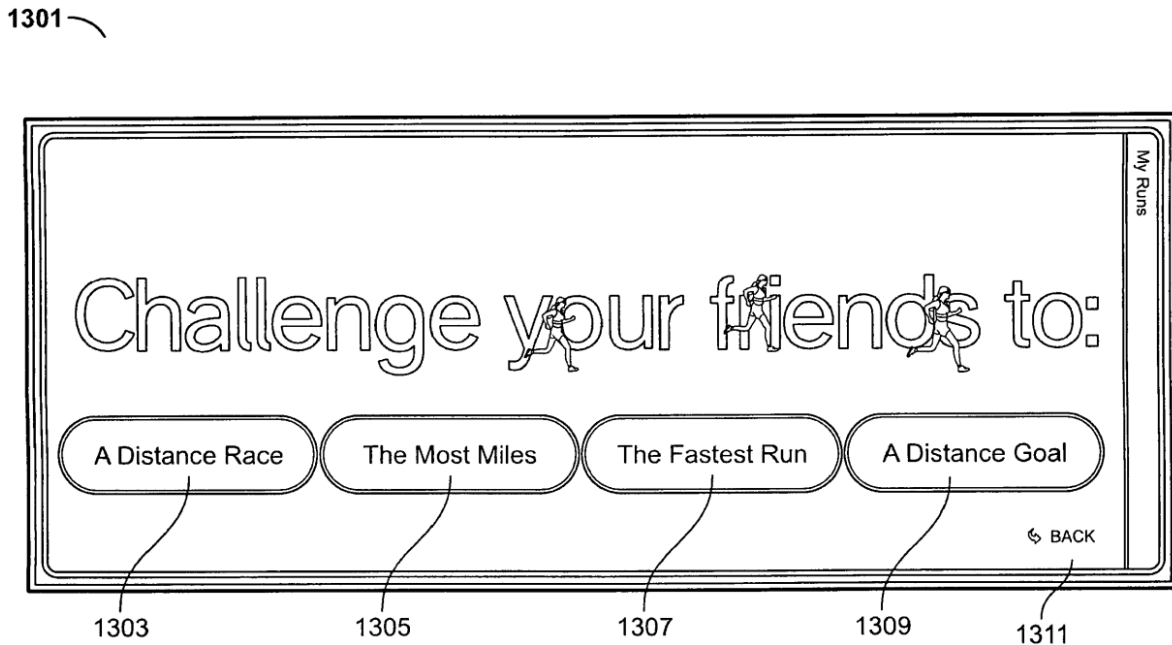 1301
My Runs
Challenge your friends to:
A Distance Race
The Most Miles
The Fastest Run
A Distance Goal
BACK
1303
1305
1307
1309
1311